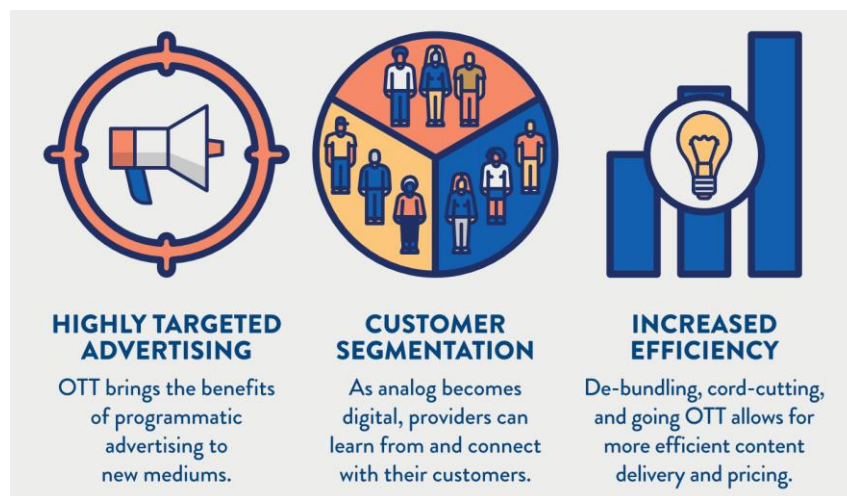 HIGHLY TARGETED
ADVERTISING
OTT brings the benefits
of programmatic
advertising to
new mediums.
CUSTOMER
SEGMENTATION
As analog becomes
digital, providers can
learn from and connect
with their customers.
INCREASED
EFFICIENCY
De-bundling, cord-cutting,
and going OTT allows for
more efficient content
delivery and pricing.